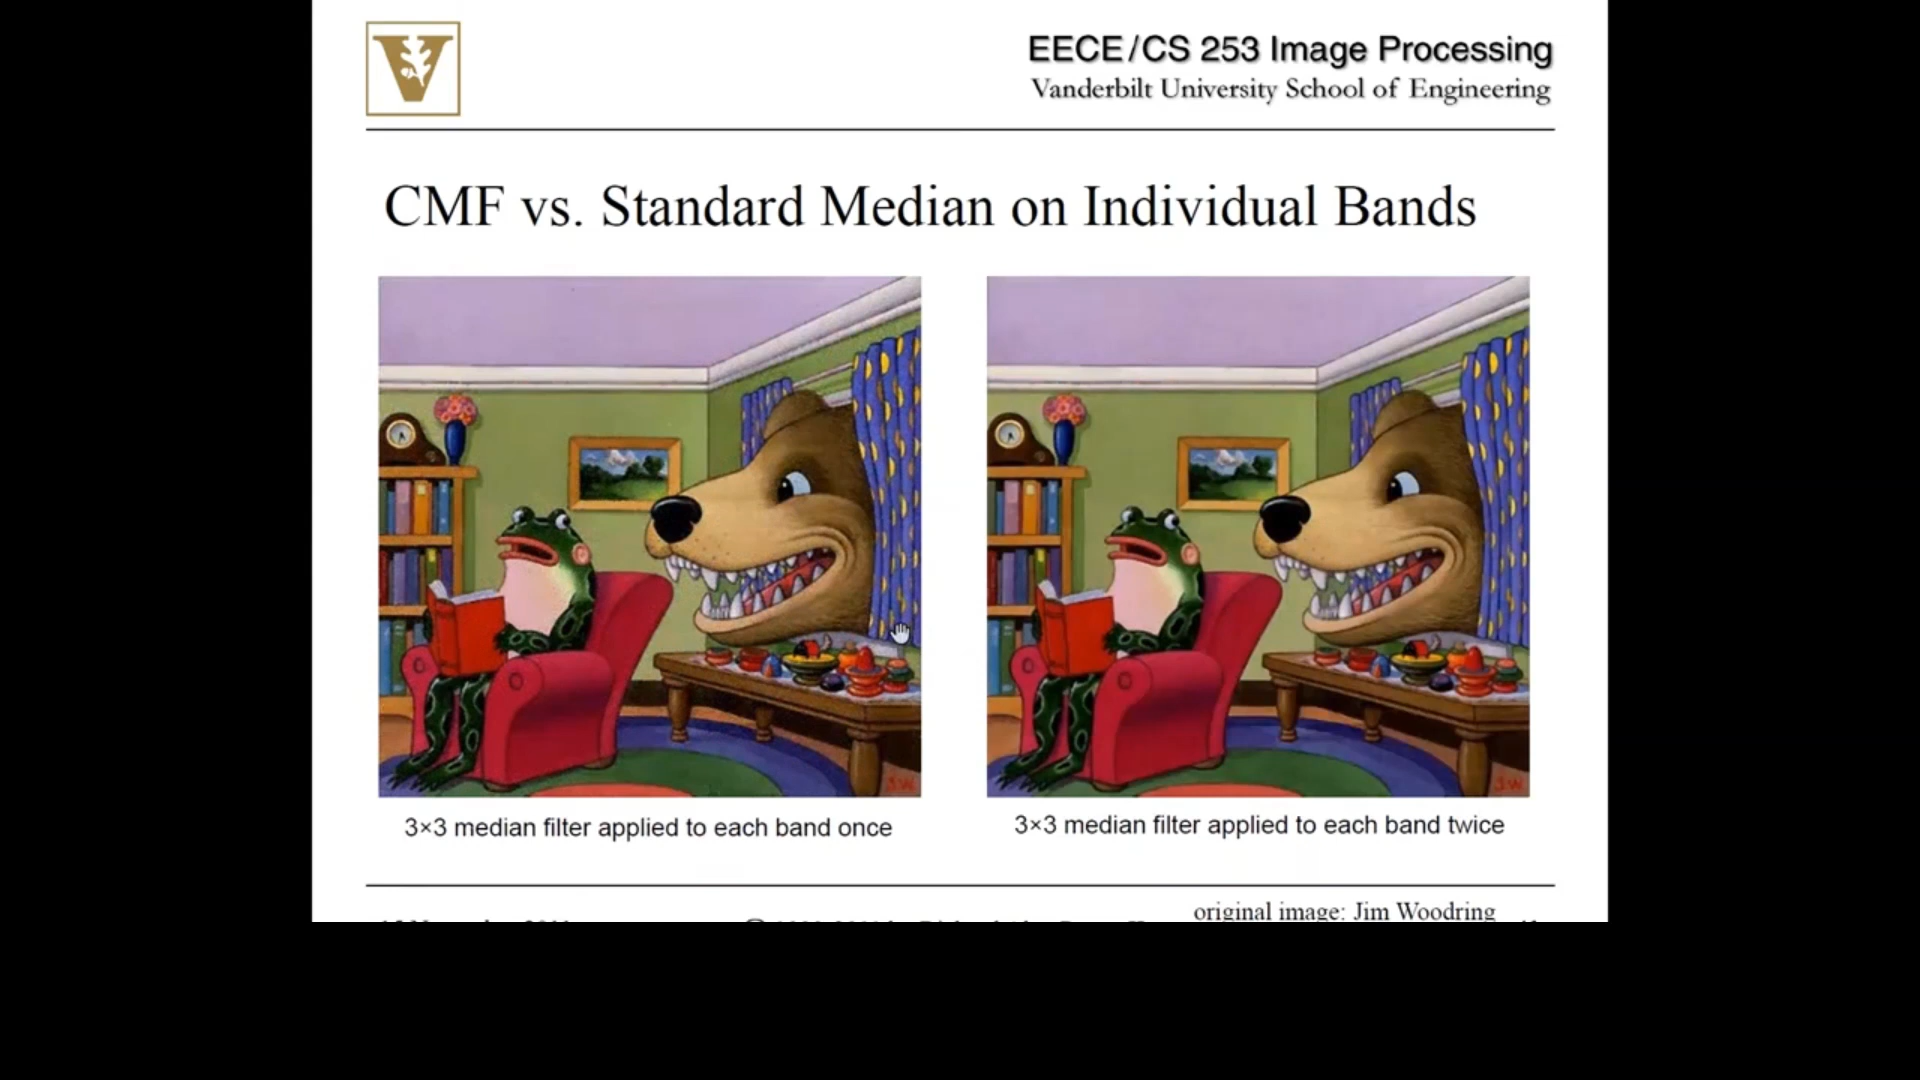 EECE/CS 253 Image Processing
Vanderbilt University School of Engineering
CMF vs. Standard Median on Individual Bands
J.W
3×3 median filter applied to each band once
J.W
3×3 median filter applied to each band twice
original image: Jim Woodring